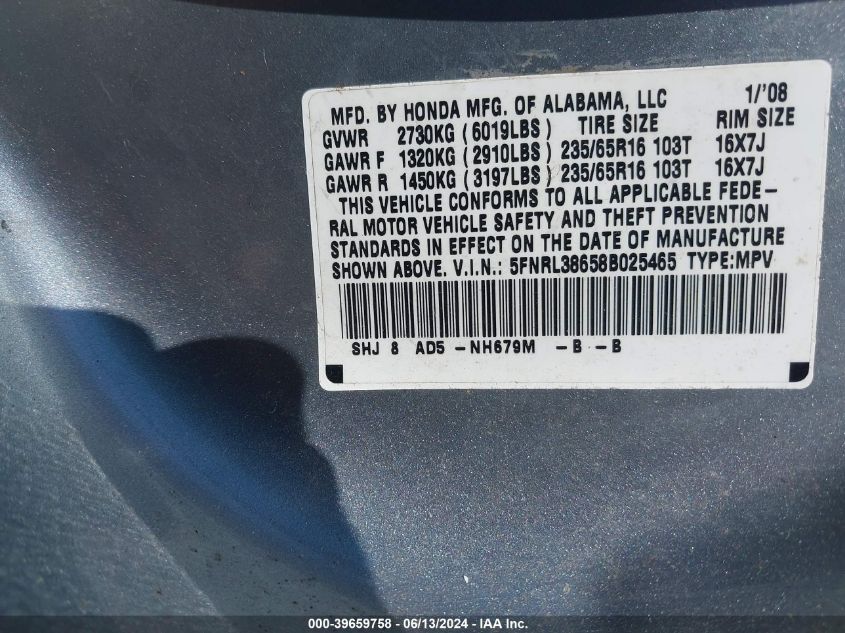 MFD. BY HONDA MFG. OF ALABAMA, LLC 1/'08
GVWR 2730KG (6019LBS) TIRE SIZE RIM SIZE
GAWR F 1320KG (2910LBS) 235/65R16 103T 16X7J
GAWR R 1450KG (3197LBS) 235/65R16 103T 16X7J
THIS VEHICLE CONFORMS TO ALL APPLICABLE FEDE-
RAL MOTOR VEHICLE SAFETY AND THEFT PREVENTION
STANDARDS IN EFFECT ON THE DATE OF MANUFACTURE
SHOWN ABOVE. V.I.N.: 5FNRL38658B025465 TYPE:MPV
SHJ 8 AD5 -NH679M -B -B
000-39659758 - 06/13/2024 - IAA Inc.